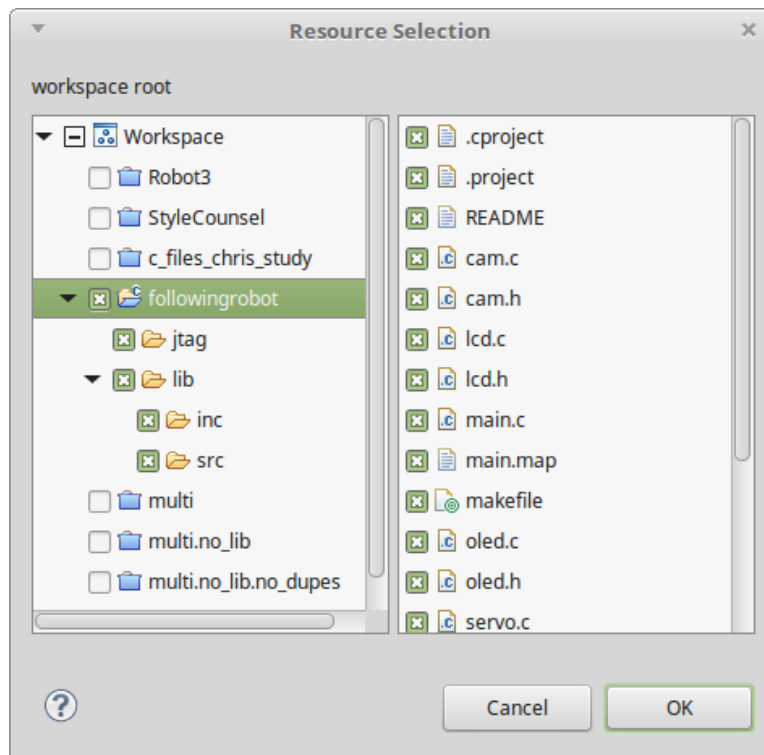 Resource Selection
workspace root
Workspace
Robot3
StyleCounsel
c_files_chris_study
followingrobot
jtag
lib
inc
src
multi
multi.no_lib
multi.no_lib.no_dupes
.cproject
.project
README
cam.c
cam.h
lcd.c
lcd.h
main.c
main.map
makefile
oled.c
oled.h
servo.c
Cancel
OK